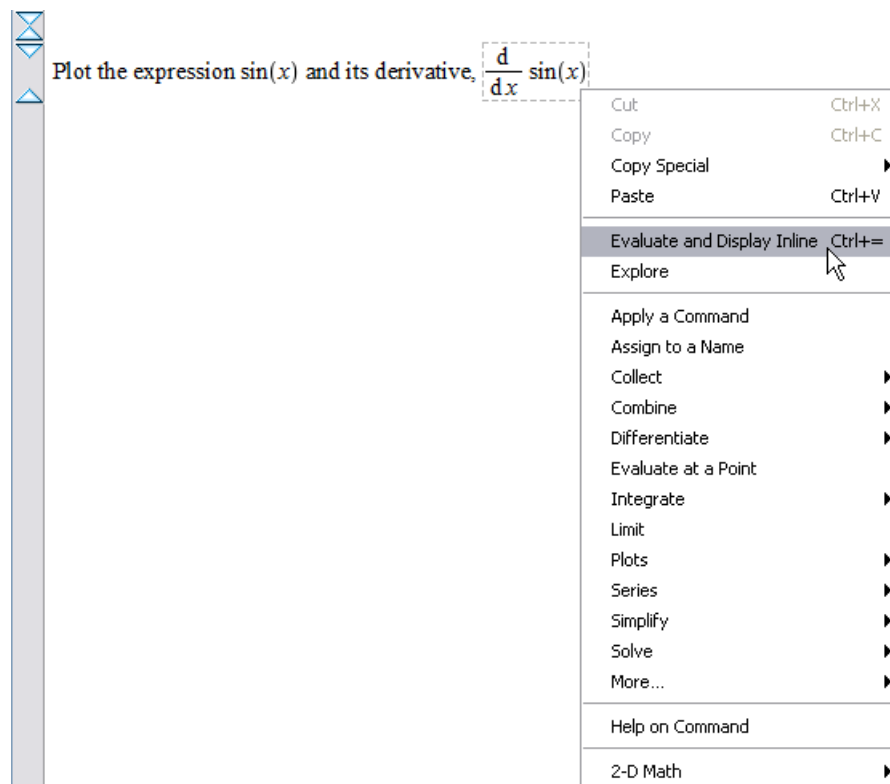 Plot the expression sin(x) and its derivative, d/dx sin(x)
Cut Ctrl+X
Copy Ctrl+C
Copy Special
Paste Ctrl+V
Evaluate and Display Inline Ctrl+=
Explore
Apply a Command
Assign to a Name
Collect
Combine
Differentiate
Evaluate at a Point
Integrate
Limit
Plots
Series
Simplify
Solve
More...
Help on Command
2-D Math